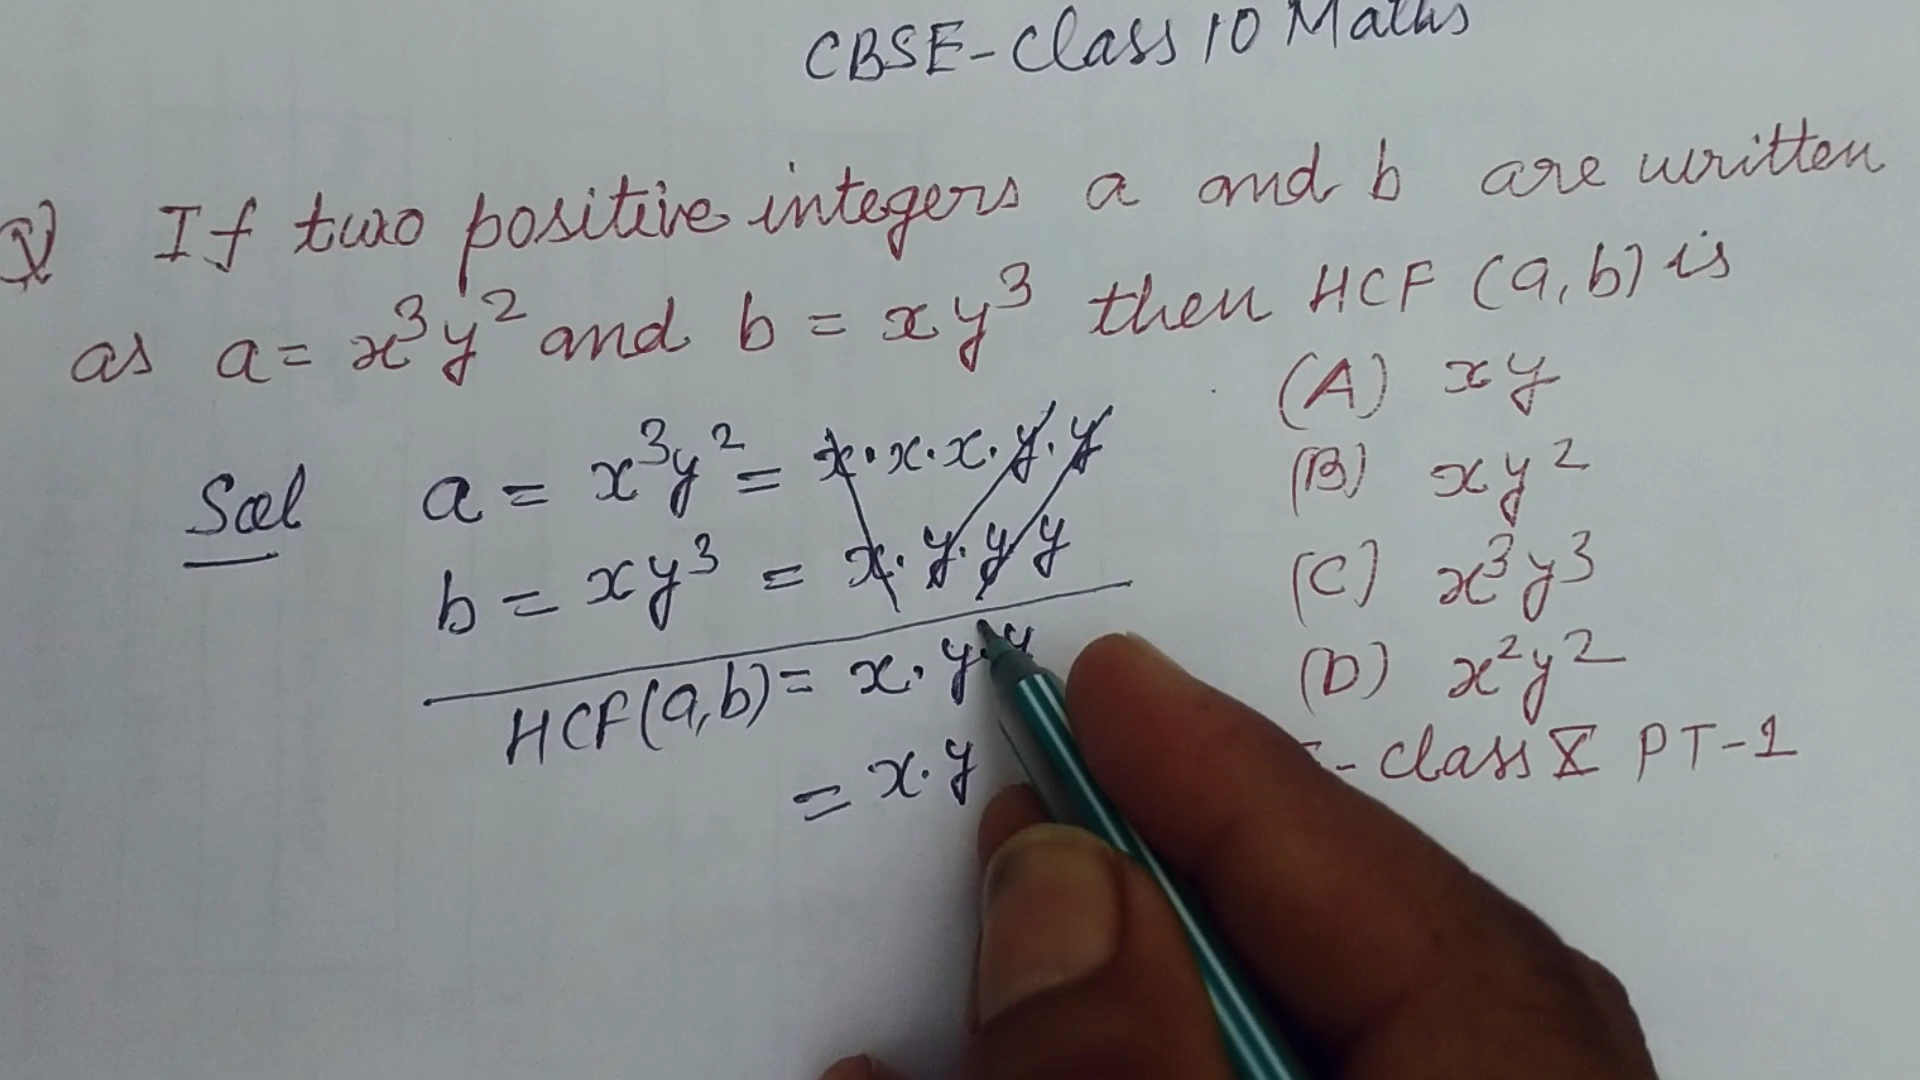 CBSE-Class 10 Maths
Q) If two positive integers a and b are written
as a = x³y² and b = xy³ then HCF (a,b) is
(A) xy
(B) xy²
(C) x³y³
(D) x²y²
Sol a = x³y² = x.x.x.y.y
b = xy³ = x.y.y y
HCF(a,b) = x.y.y
= x.y
- class X PT-1